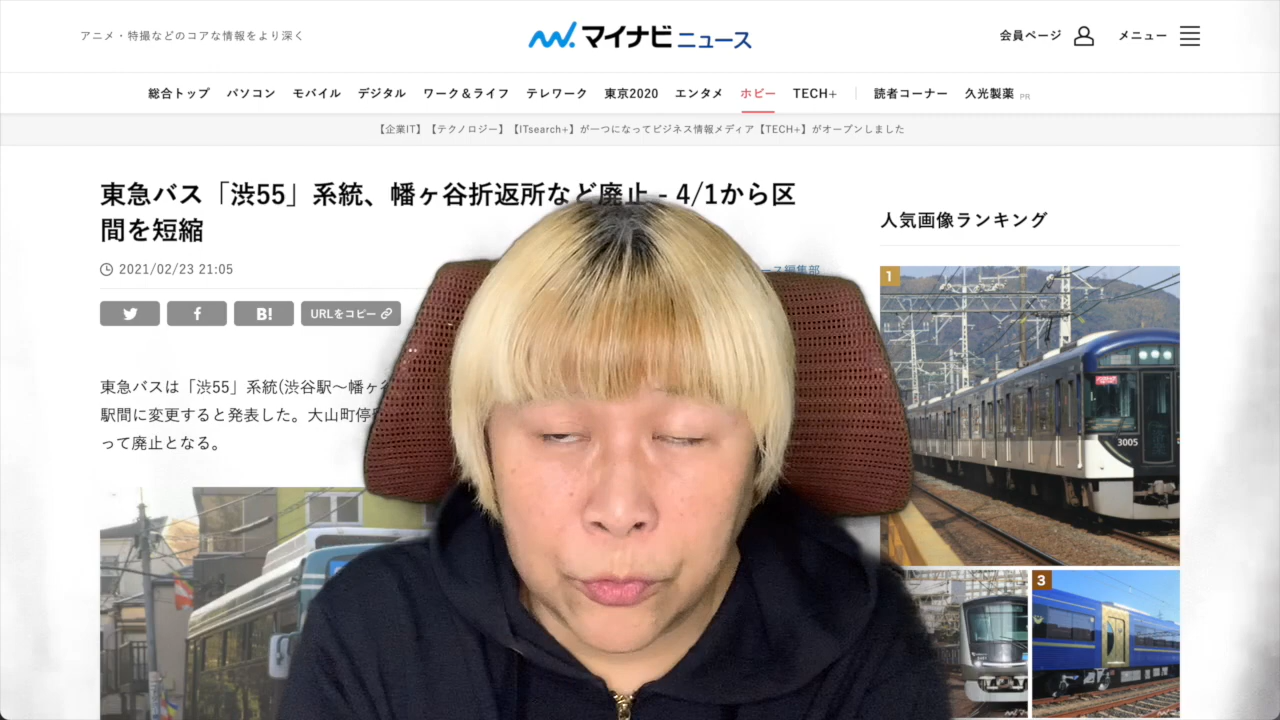 アニメ・特撮などのコアな情報をより深く
マイナビニュース
会員ページ
メニュー
総合トップ パソコン モバイル デジタル ワーク＆ライフ テレワーク 東京2020 エンタメ ホビー TECH+ 読者コーナー 久光製薬 PR
【企業IT】【テクノロジー】【ITsearch+】が一つになってビジネス情報メディア【TECH+】がオープンしました
東急バス「渋55」系統、幡ヶ谷折返所など廃止 - 4/1から区
間を短縮
2021/02/23 21:05
ース編集部
B!
URLをコピー
東急バスは「渋55」系統(渋谷駅〜幡ヶ谷
駅間に変更すると発表した。大山町停
って廃止となる。
人気画像ランキング
1
3005
3